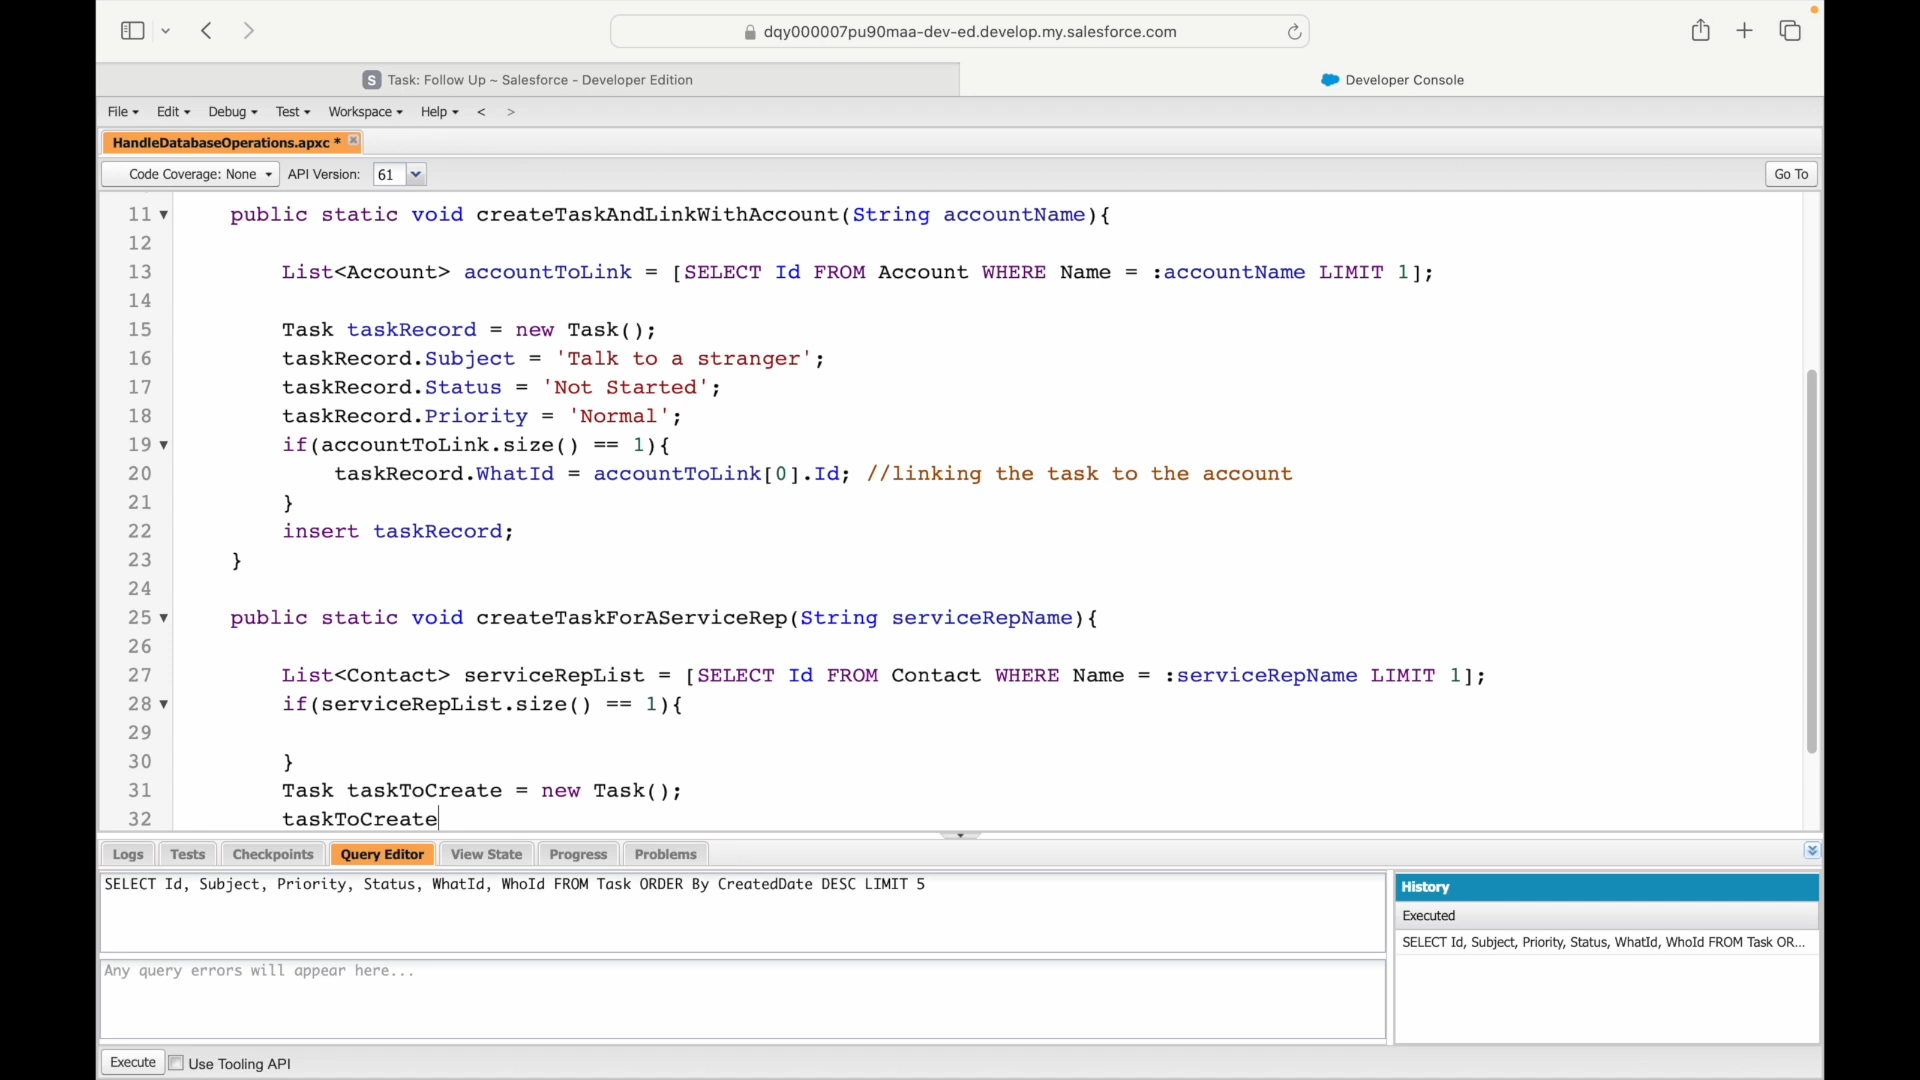 dqy000007pu90maa-dev-ed.develop.my.salesforce.com
S Task: Follow Up ~ Salesforce - Developer Edition
Developer Console
File Edit Debug Test Workspace Help < >
HandleDatabaseOperations.apxc *
Code Coverage: None API Version: 61 Go To
11 public static void createTaskAndLinkWithAccount(String accountName){
12
13 List<Account> accountToLink = [SELECT Id FROM Account WHERE Name = :accountName LIMIT 1];
14
15 Task taskRecord = new Task();
16 taskRecord.Subject = 'Talk to a stranger';
17 taskRecord.Status = 'Not Started';
18 taskRecord.Priority = 'Normal';
19 if(accountToLink.size() == 1){
20 taskRecord.WhatId = accountToLink[0].Id; //linking the task to the account
21 }
22 insert taskRecord;
23 }
24
25 public static void createTaskForAServiceRep(String serviceRepName){
26
27 List<Contact> serviceRepList = [SELECT Id FROM Contact WHERE Name = :serviceRepName LIMIT 1];
28 if(serviceRepList.size() == 1){
29
30 }
31 Task taskToCreate = new Task();
32 taskToCreate
Logs Tests Checkpoints Query Editor View State Progress Problems
SELECT Id, Subject, Priority, Status, WhatId, WhoId FROM Task ORDER By CreatedDate DESC LIMIT 5
Any query errors will appear here...
History
Executed
SELECT Id, Subject, Priority, Status, WhatId, WhoId FROM Task OR...
Execute Use Tooling API